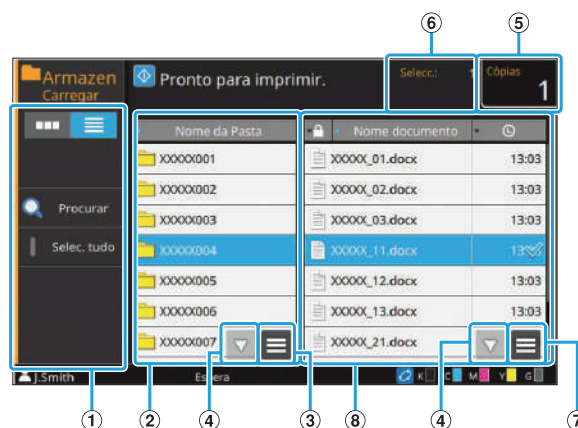 ⑥ ⑤
Armazen
Carregar
Pronto para imprimir.
Selecc.: 1
Cópias
1
Nome da Pasta
Nome documento
XXXXX001
XXXXX_01.docx 13:03
XXXXX002
XXXXX_02.docx 13:03
Procurar
XXXXX003
XXXXX_03.docx 13:03
Selec. tudo
XXXXX004
XXXXX_11.docx
XXXXX005
XXXXX_12.docx 13:03
XXXXX006
XXXXX_13.docx 13:03
XXXXX007
XXXXX_21.docx
J.Smith
Espera
K C M Y G
① ② ④ ③ ⑧ ④ ⑦